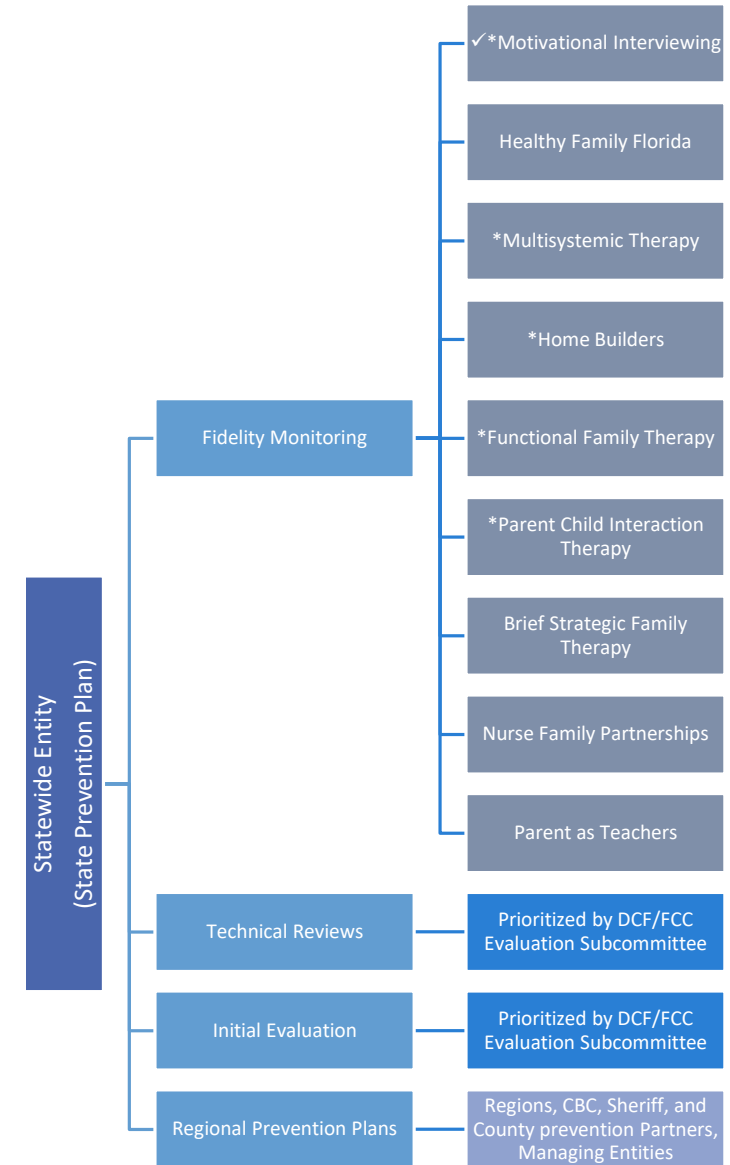 Statewide Entity
(State Prevention Plan)
Fidelity Monitoring
✓*Motivational Interviewing
Healthy Family Florida
*Multisystemic Therapy
*Home Builders
*Functional Family Therapy
*Parent Child Interaction
Therapy
Brief Strategic Family
Therapy
Nurse Family Partnerships
Parent as Teachers
Technical Reviews
Prioritized by DCF/FCC
Evaluation Subcommittee
Initial Evaluation
Prioritized by DCF/FCC
Evaluation Subcommittee
Regional Prevention Plans
Regions, CBC, Sheriff, and
County prevention Partners,
Managing Entities